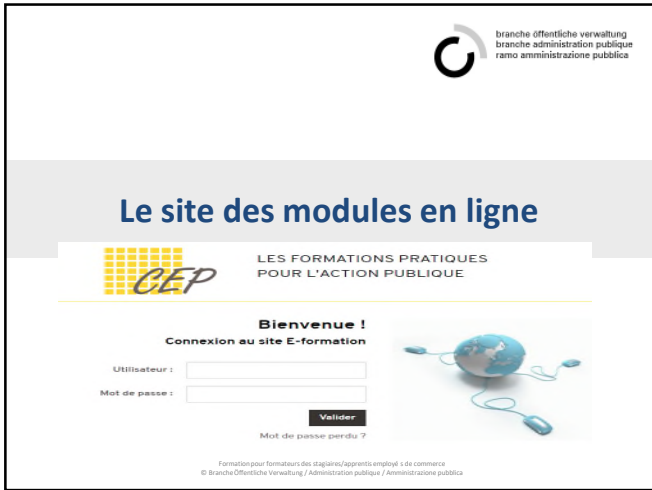 branche öffentliche verwaltung
branche administration publique
ramo amministrazione pubblica
Le site des modules en ligne
CEP
LES FORMATIONS PRATIQUES
POUR L'ACTION PUBLIQUE
Bienvenue !
Connexion au site E-formation
Utilisateur :
Mot de passe :
Valider
Mot de passe perdu ?
Formation pour formateurs des stagiaires/apprentis employé s de commerce
© Branche Öffentliche Verwaltung / Administration publique / Amministrazione pubblica